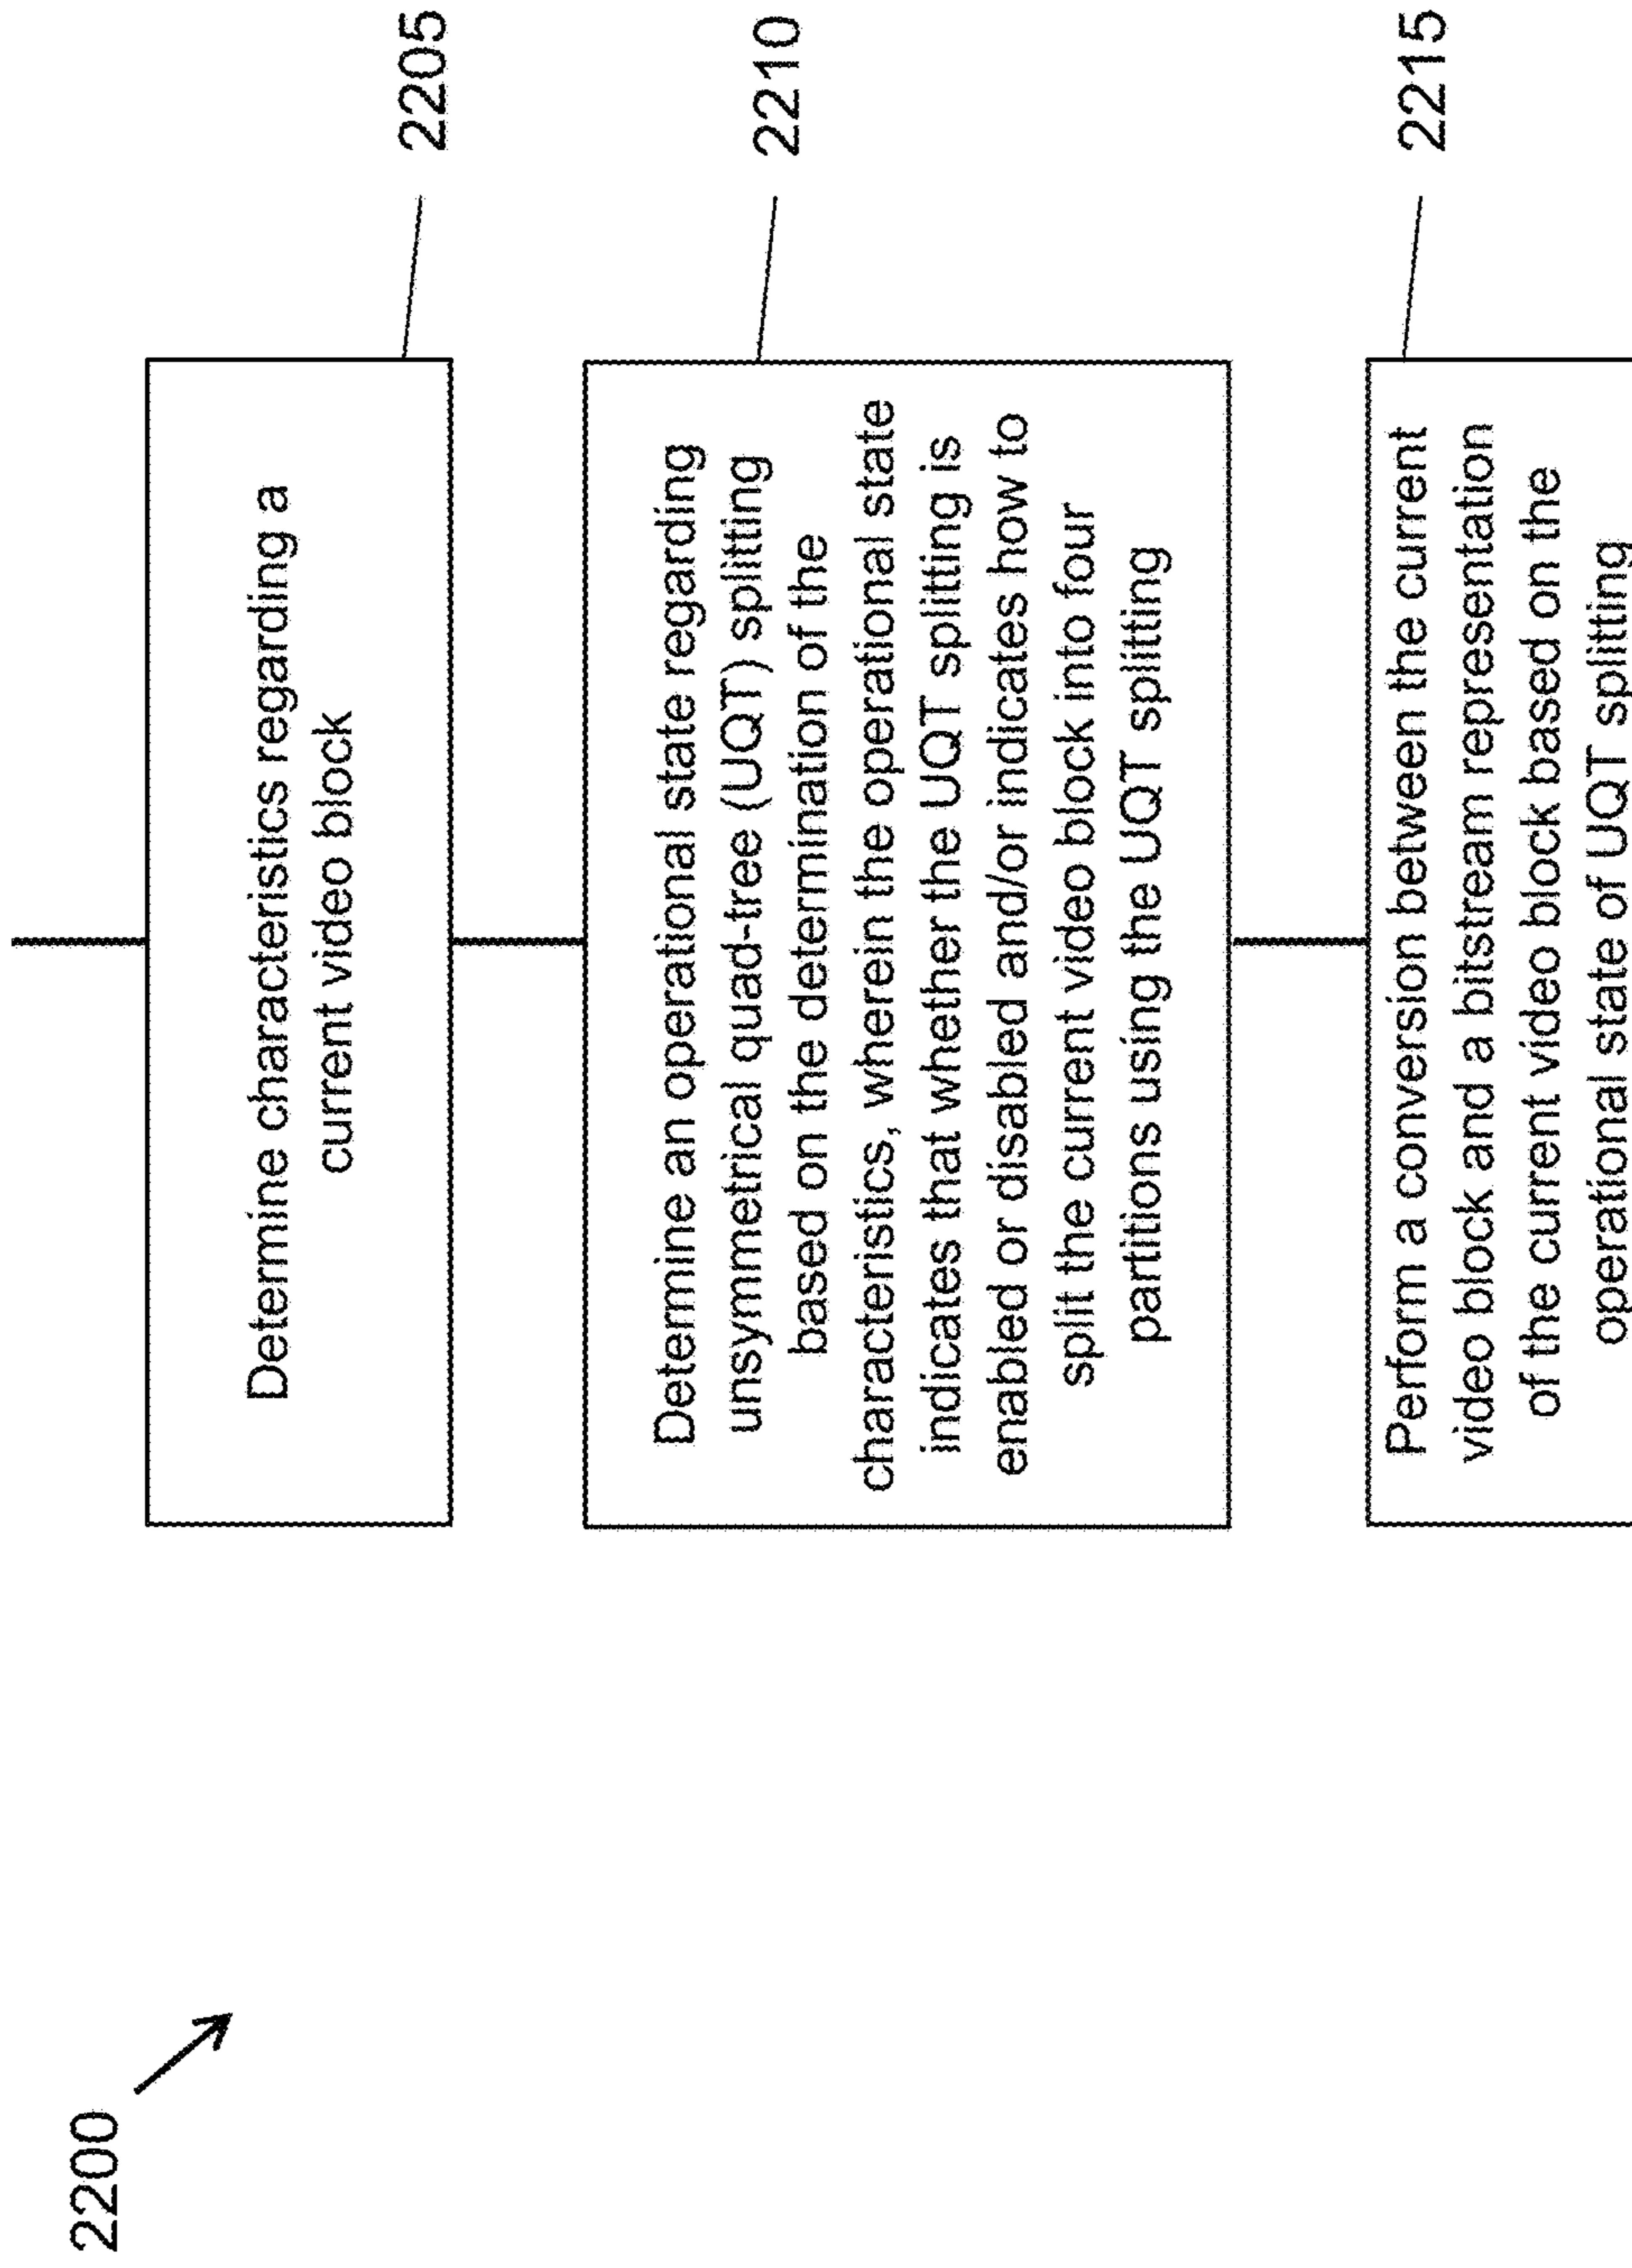 2200
Determine characteristics regarding a
current video block
2205
Determine an operational state regarding
unsymmetrical quad-tree (UQT) splitting
based on the determination of the
characteristics, wherein the operational state
indicates that whether the UQT splitting is
enabled or disabled and/or indicates how to
split the current video block into four
partitions using the UQT splitting
2210
Perform a conversion between the current
video block and a bitstream representation
of the current video block based on the
operational state of UQT splitting
2215